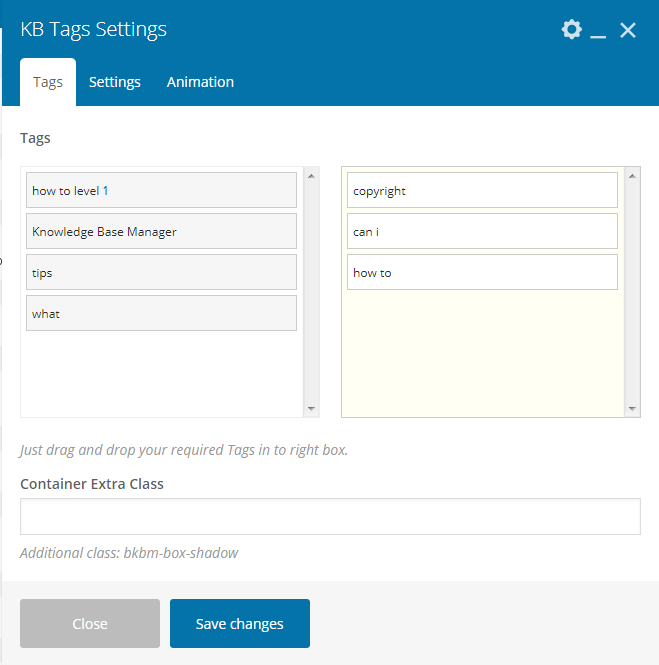 KB Tags Settings
Tags Settings Animation
Tags
how to level 1
Knowledge Base Manager
tips
what
copyright
can i
how to
Just drag and drop your required Tags in to right box.
Container Extra Class
Additional class: bkbm-box-shadow
Close Save changes